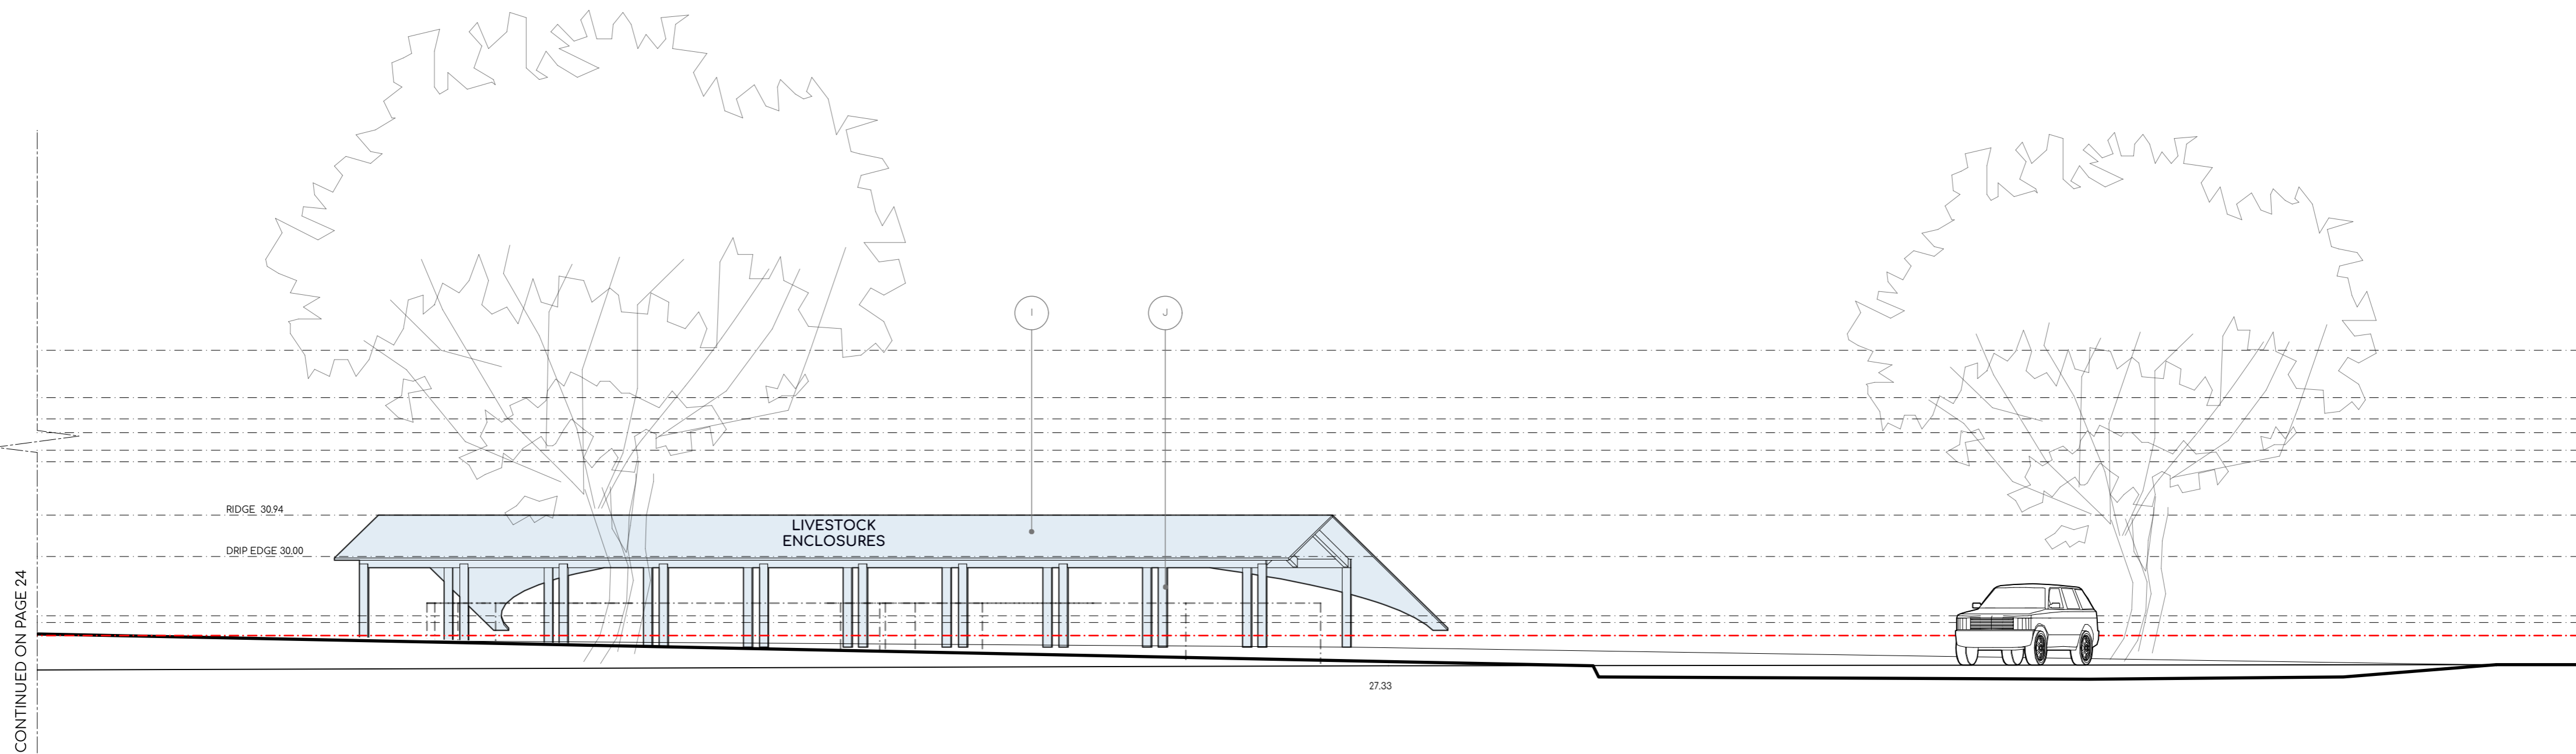 I
J
RIDGE 30.94
LIVESTOCK
ENCLOSURES
DRIP EDGE 30.00
27.33
CONTINUED ON PAGE 24